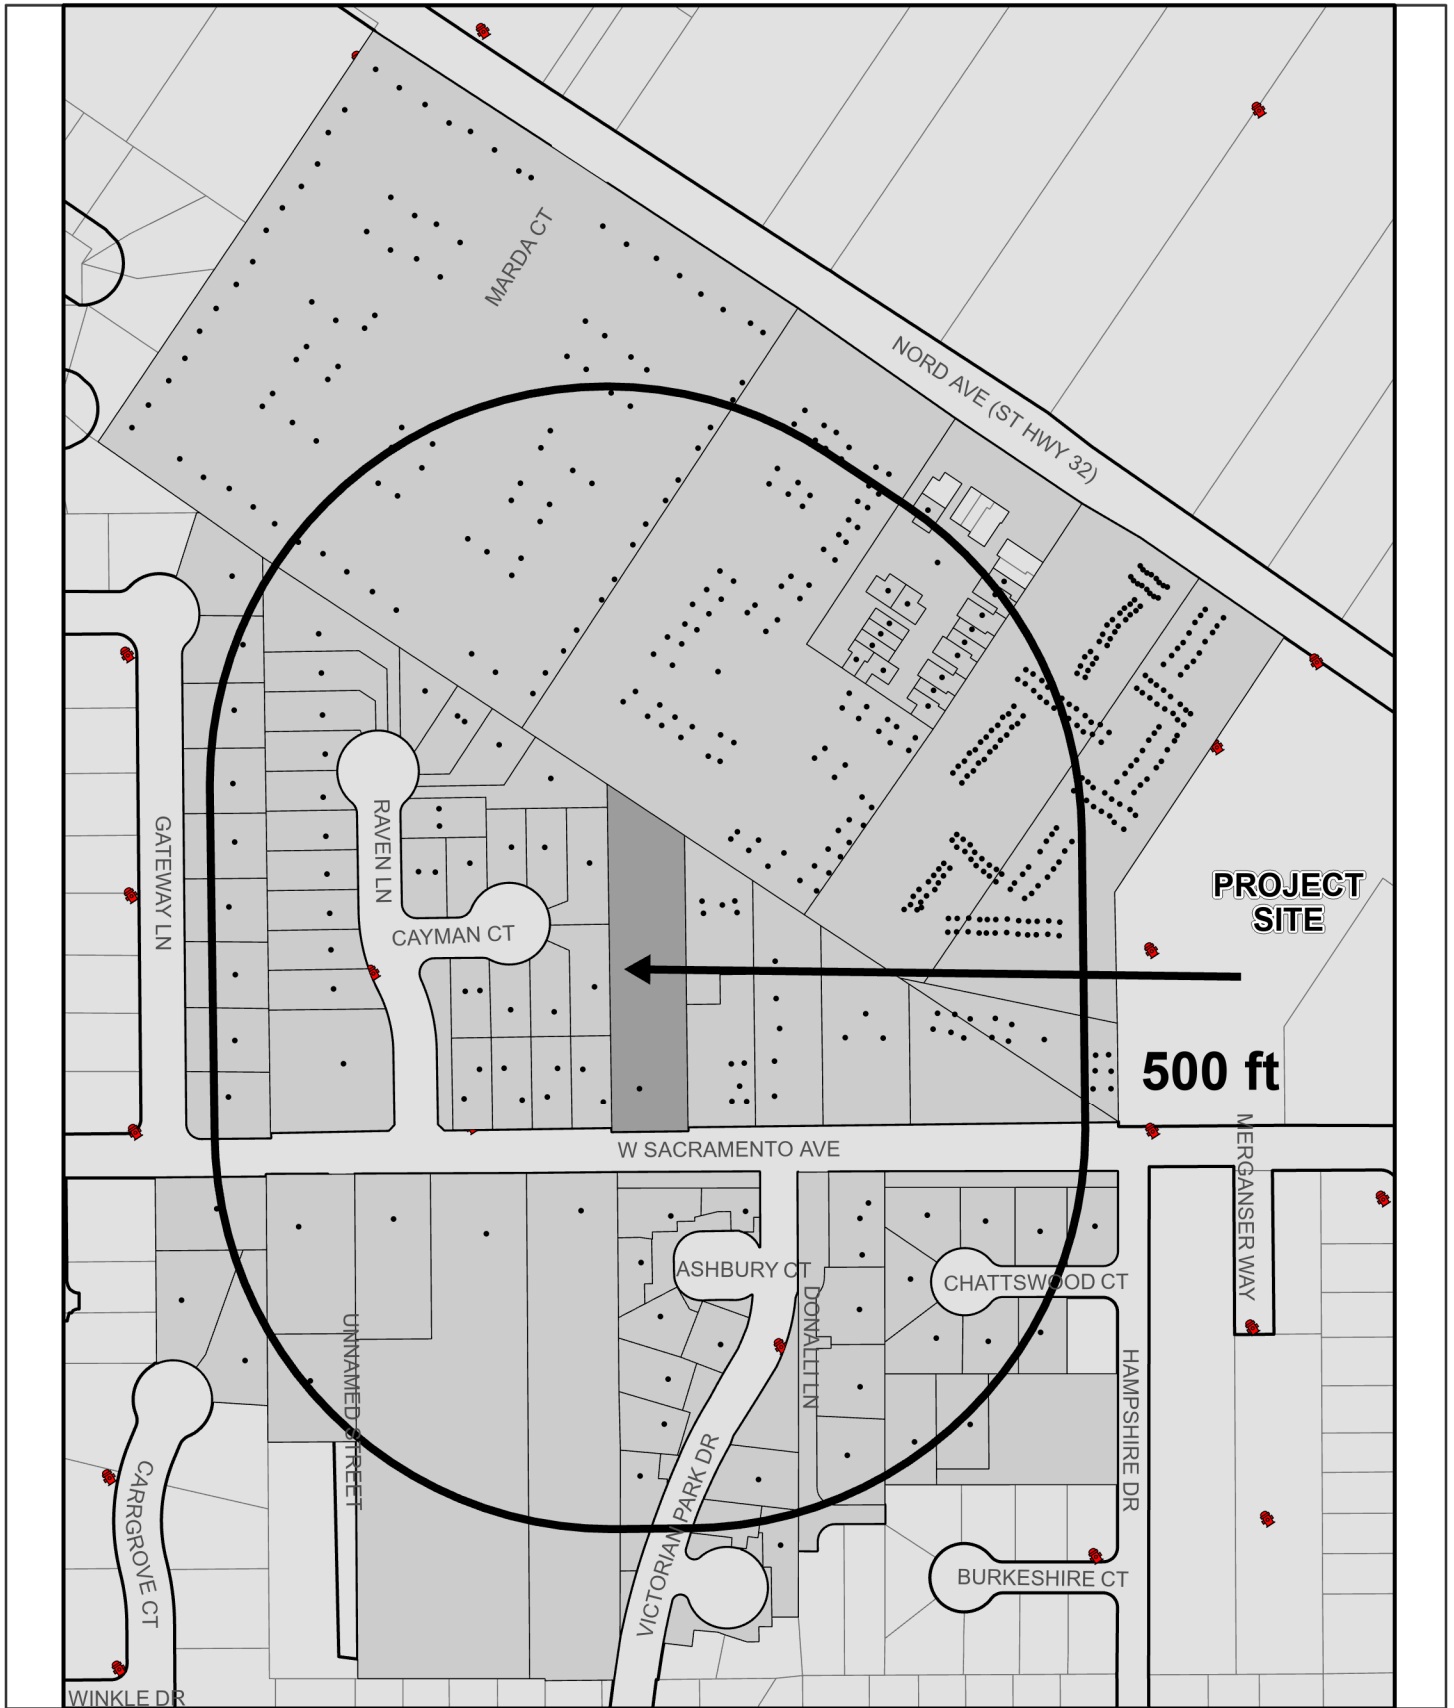 MARDA CT
NORD AVE (ST HWY 32)
GATEWAY LN
RAVEN LN
CAYMAN CT
PROJECT
SITE
500 ft
W SACRAMENTO AVE
MERGANSER WAY
ASHBURY CT
CHATTSWOOD CT
DONALLI LN
UNNAMED STREET
HAMPSHIRE DR
VICTORIAN PARK DR
CARRGROVE CT
BURKESHIRE CT
WINKLE DR